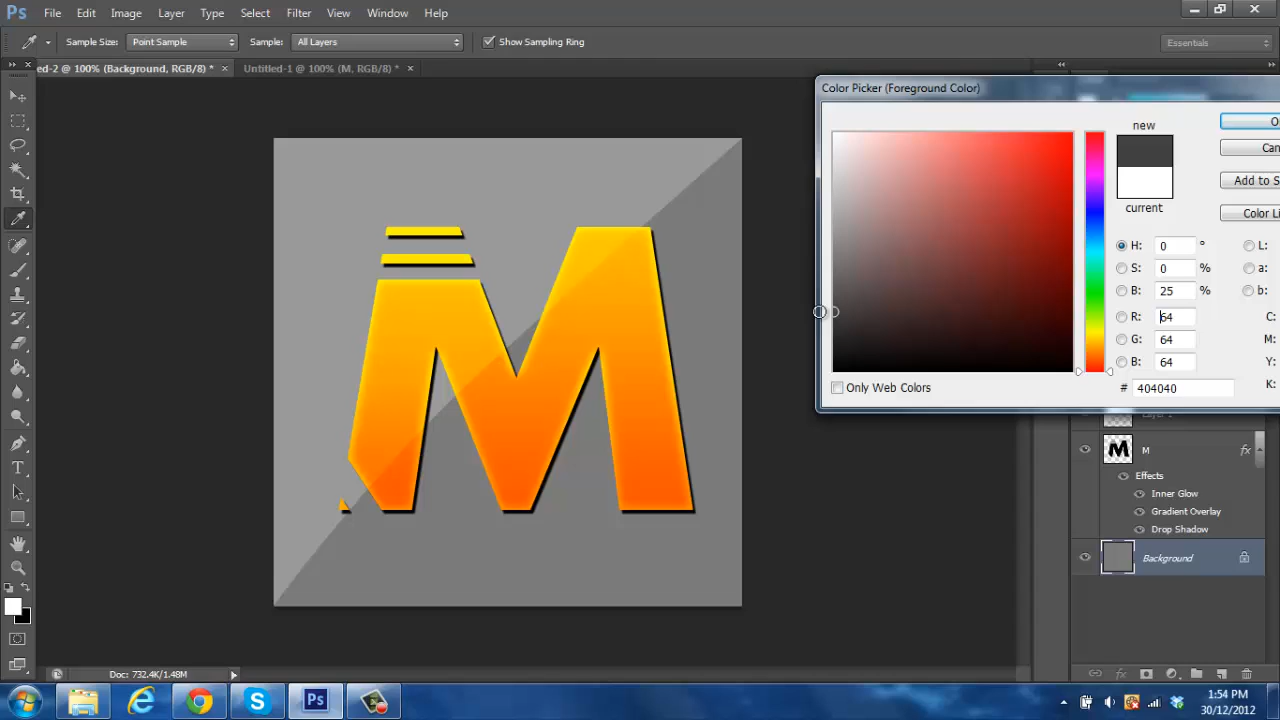 Ps File Edit Image Layer Type Select Filter View Window Help
Sample Size: Point Sample Sample: All Layers Show Sampling Ring Essentials
ed-2 @ 100% (Background, RGB/8) * × Untitled-1 @ 100% (M, RGB/8) * ×
Color Picker (Foreground Color)
new
O
Can
current
Add to S
Color Li
H: 0 ° L:
S: 0 % a:
B: 25 % b:
R: 64 C:
G: 64 M:
B: 64 Y:
Only Web Colors # 404040 K:
M
M fx
Effects
Inner Glow
Gradient Overlay
Drop Shadow
Background
T
Doc: 732.4K/1.48M
fx
Ps
1:54 PM
30/12/2012